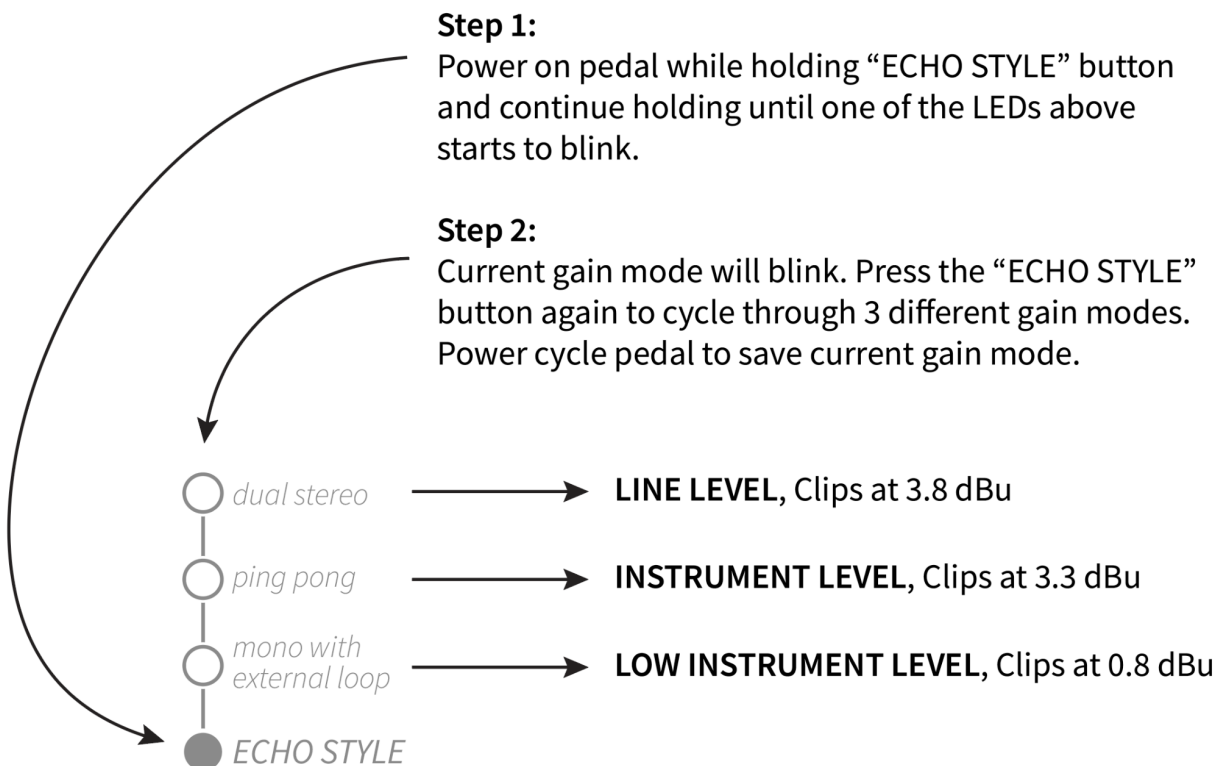 Step 1:
Power on pedal while holding “ECHO STYLE” button
and continue holding until one of the LEDs above
starts to blink.
Step 2:
Current gain mode will blink. Press the “ECHO STYLE”
button again to cycle through 3 different gain modes.
Power cycle pedal to save current gain mode.
dual stereo LINE LEVEL, Clips at 3.8 dBu
ping pong INSTRUMENT LEVEL, Clips at 3.3 dBu
mono with
external loop LOW INSTRUMENT LEVEL, Clips at 0.8 dBu
ECHO STYLE